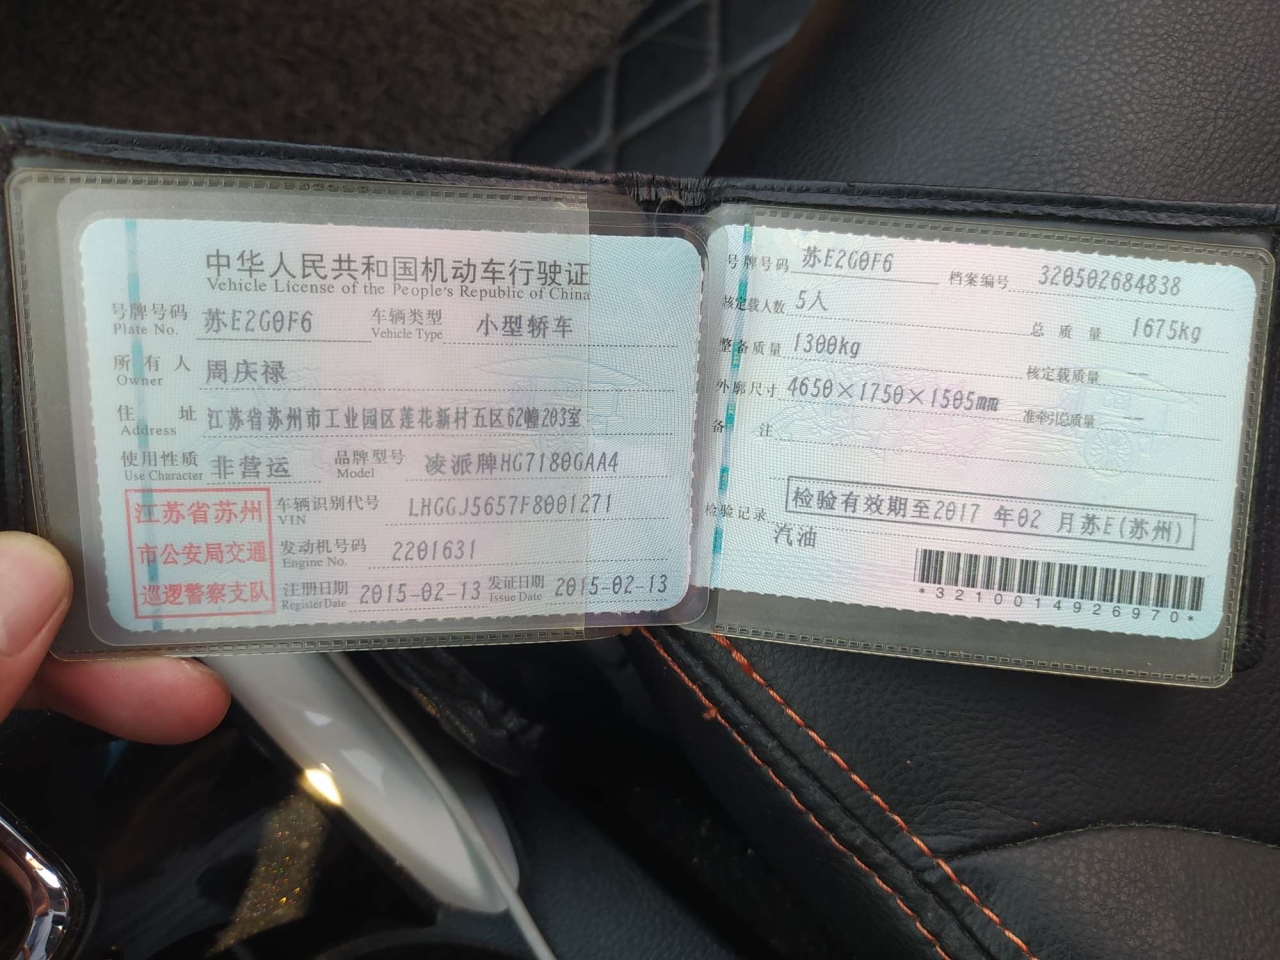 中华人民共和国机动车行驶证
Vehicle License of the People's Republic of China
号牌号码 苏E2G0F6 车辆类型 小型轿车
Plate No. Vehicle Type
所有人 周庆禄
Owner
住址 江苏省苏州市工业园区莲花新村五区62幢203室
Address
使用性质 非营运 品牌型号 凌派牌HG7180GAA4
Use Character Model
江苏省苏州
市公安局交通
巡逻警察支队
车辆识别代号 LHGGJ5657F8001271
VIN
发动机号码 2201631
Engine No.
注册日期 2015-02-13 发证日期 2015-02-13
Register Date Issue Date
号牌号码 苏E2G0F6 档案编号 320502684838
核定载人数 5人 总质量 1675kg
整备质量 1300kg 核定载质量 —
外廓尺寸 4650×1750×1505mm 准牵引总质量 —
备注
检验记录 检验有效期至2017年02月苏E(苏州)
汽油
*3210014926970*